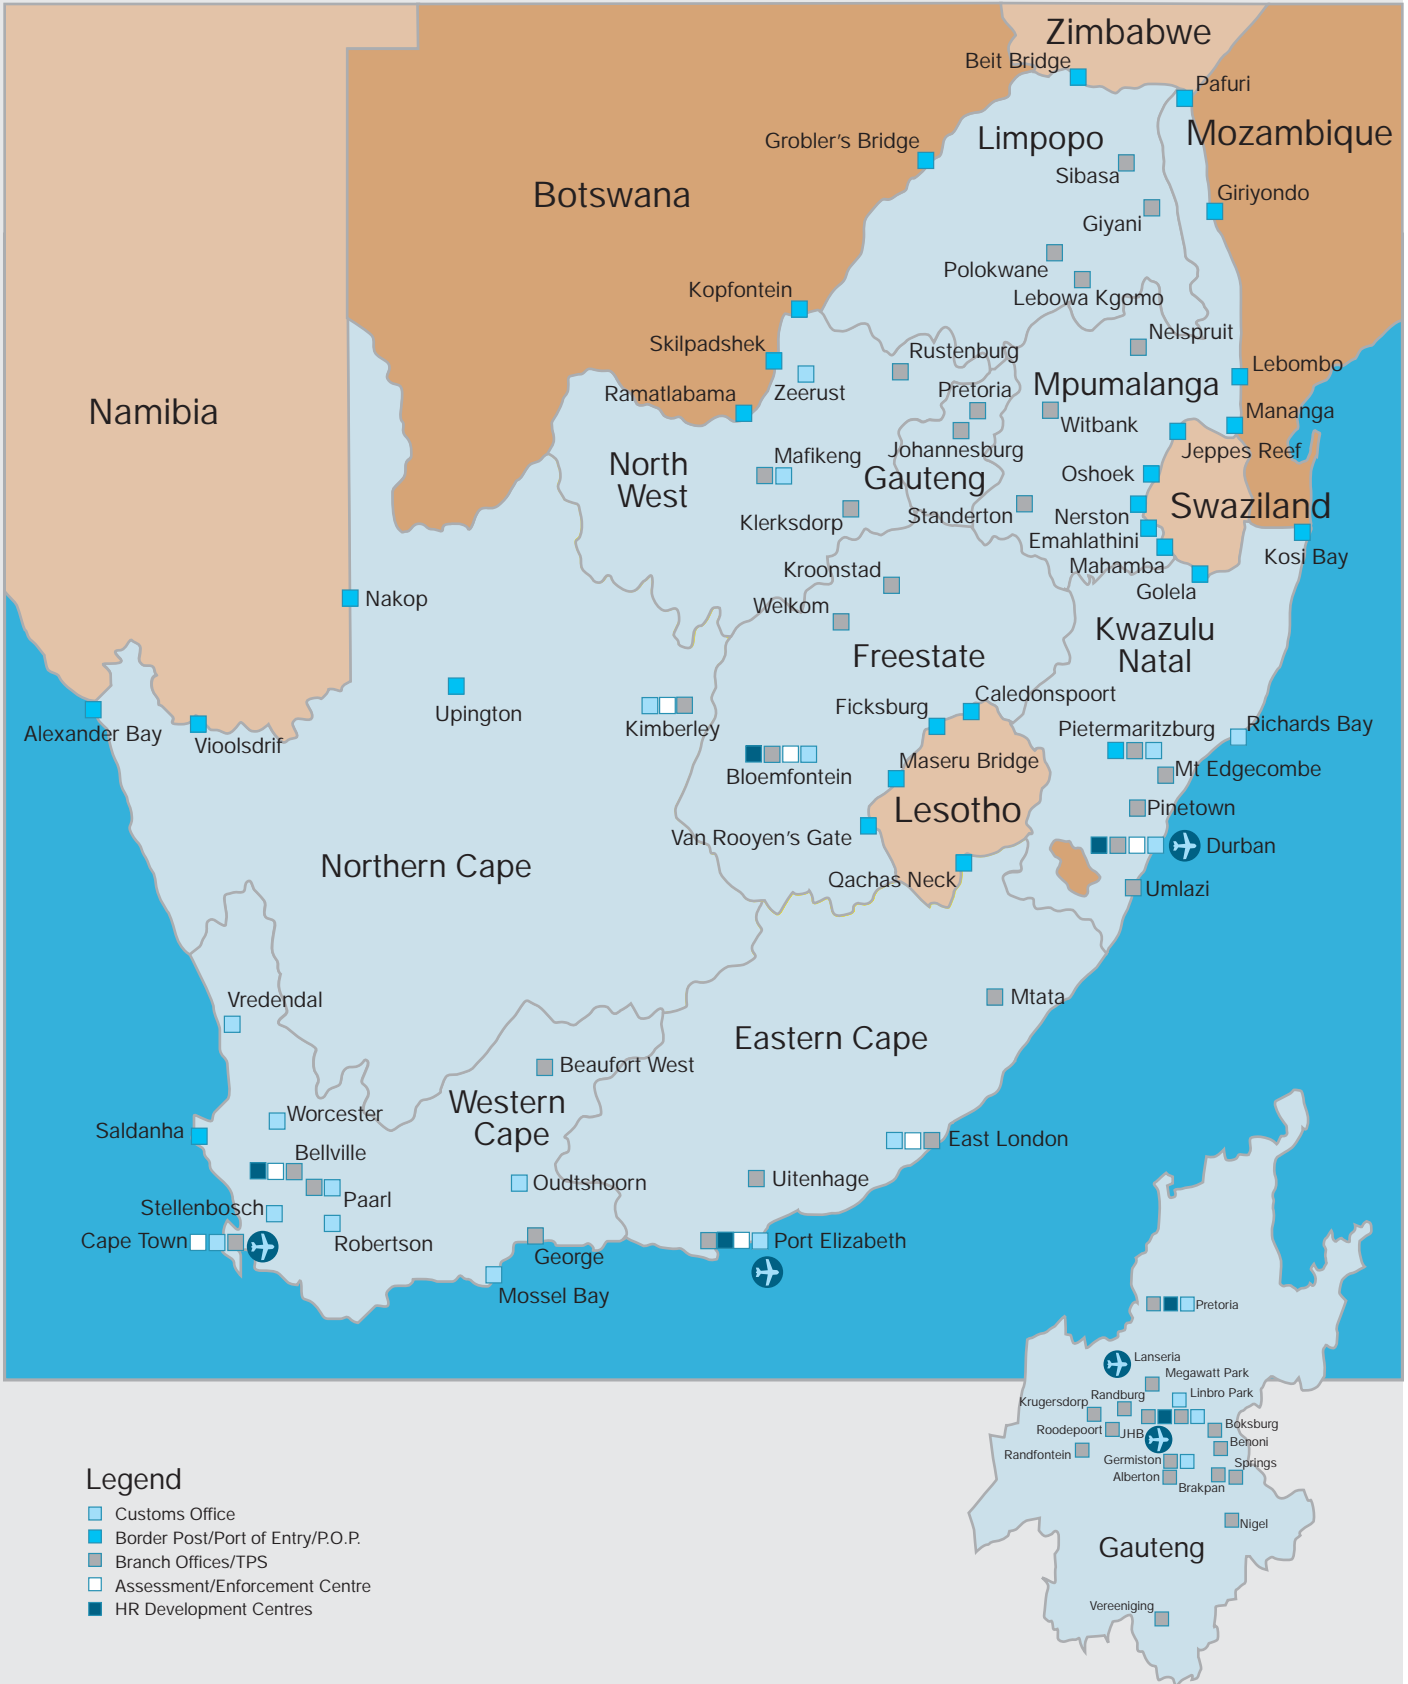 Zimbabwe
Beit Bridge
Pafuri
Limpopo
Mozambique
Grobler's Bridge
Sibasa
Botswana
Giriyondo
Giyani
Polokwane
Kopfontein
Lebowa Kgomo
Nelspruit
Skilpadshek
Rustenburg
Lebombo
Ramatlabama
Zeerust
Pretoria
Mpumalanga
Namibia
Mananga
Witbank
Johannesburg
Jeppes Reef
Mafikeng
North
West
Gauteng
Oshoek
Swaziland
Klerksdorp
Standerton
Nerston
Emahlathini
Kosi Bay
Mahamba
Kroonstad
Golela
Nakop
Welkom
Kwazulu
Natal
Freestate
Caledonspoort
Ficksburg
Upington
Kimberley
Alexander Bay
Vioolsdrif
Pietermaritzburg
Richards Bay
Maseru Bridge
Bloemfontein
Mt Edgecombe
Lesotho
Pinetown
Van Rooyen's Gate
Durban
Northern Cape
Qachas Neck
Umlazi
Vredendal
Mtata
Eastern Cape
Beaufort West
Western
Cape
Worcester
Saldanha
East London
Bellville
Uitenhage
Oudtshoorn
Paarl
Stellenbosch
Cape Town
Robertson
George
Port Elizabeth
Mossel Bay
Pretoria
Lanseria
Megawatt Park
Linbro Park
Randburg
Krugersdorp
Boksburg
Roodepoort
JHB
Benoni
Randfontein
Germiston
Springs
Alberton
Brakpan
Nigel
Gauteng
Vereeniging
Legend
Customs Office
Border Post/Port of Entry/P.O.P.
Branch Offices/TPS
Assessment/Enforcement Centre
HR Development Centres